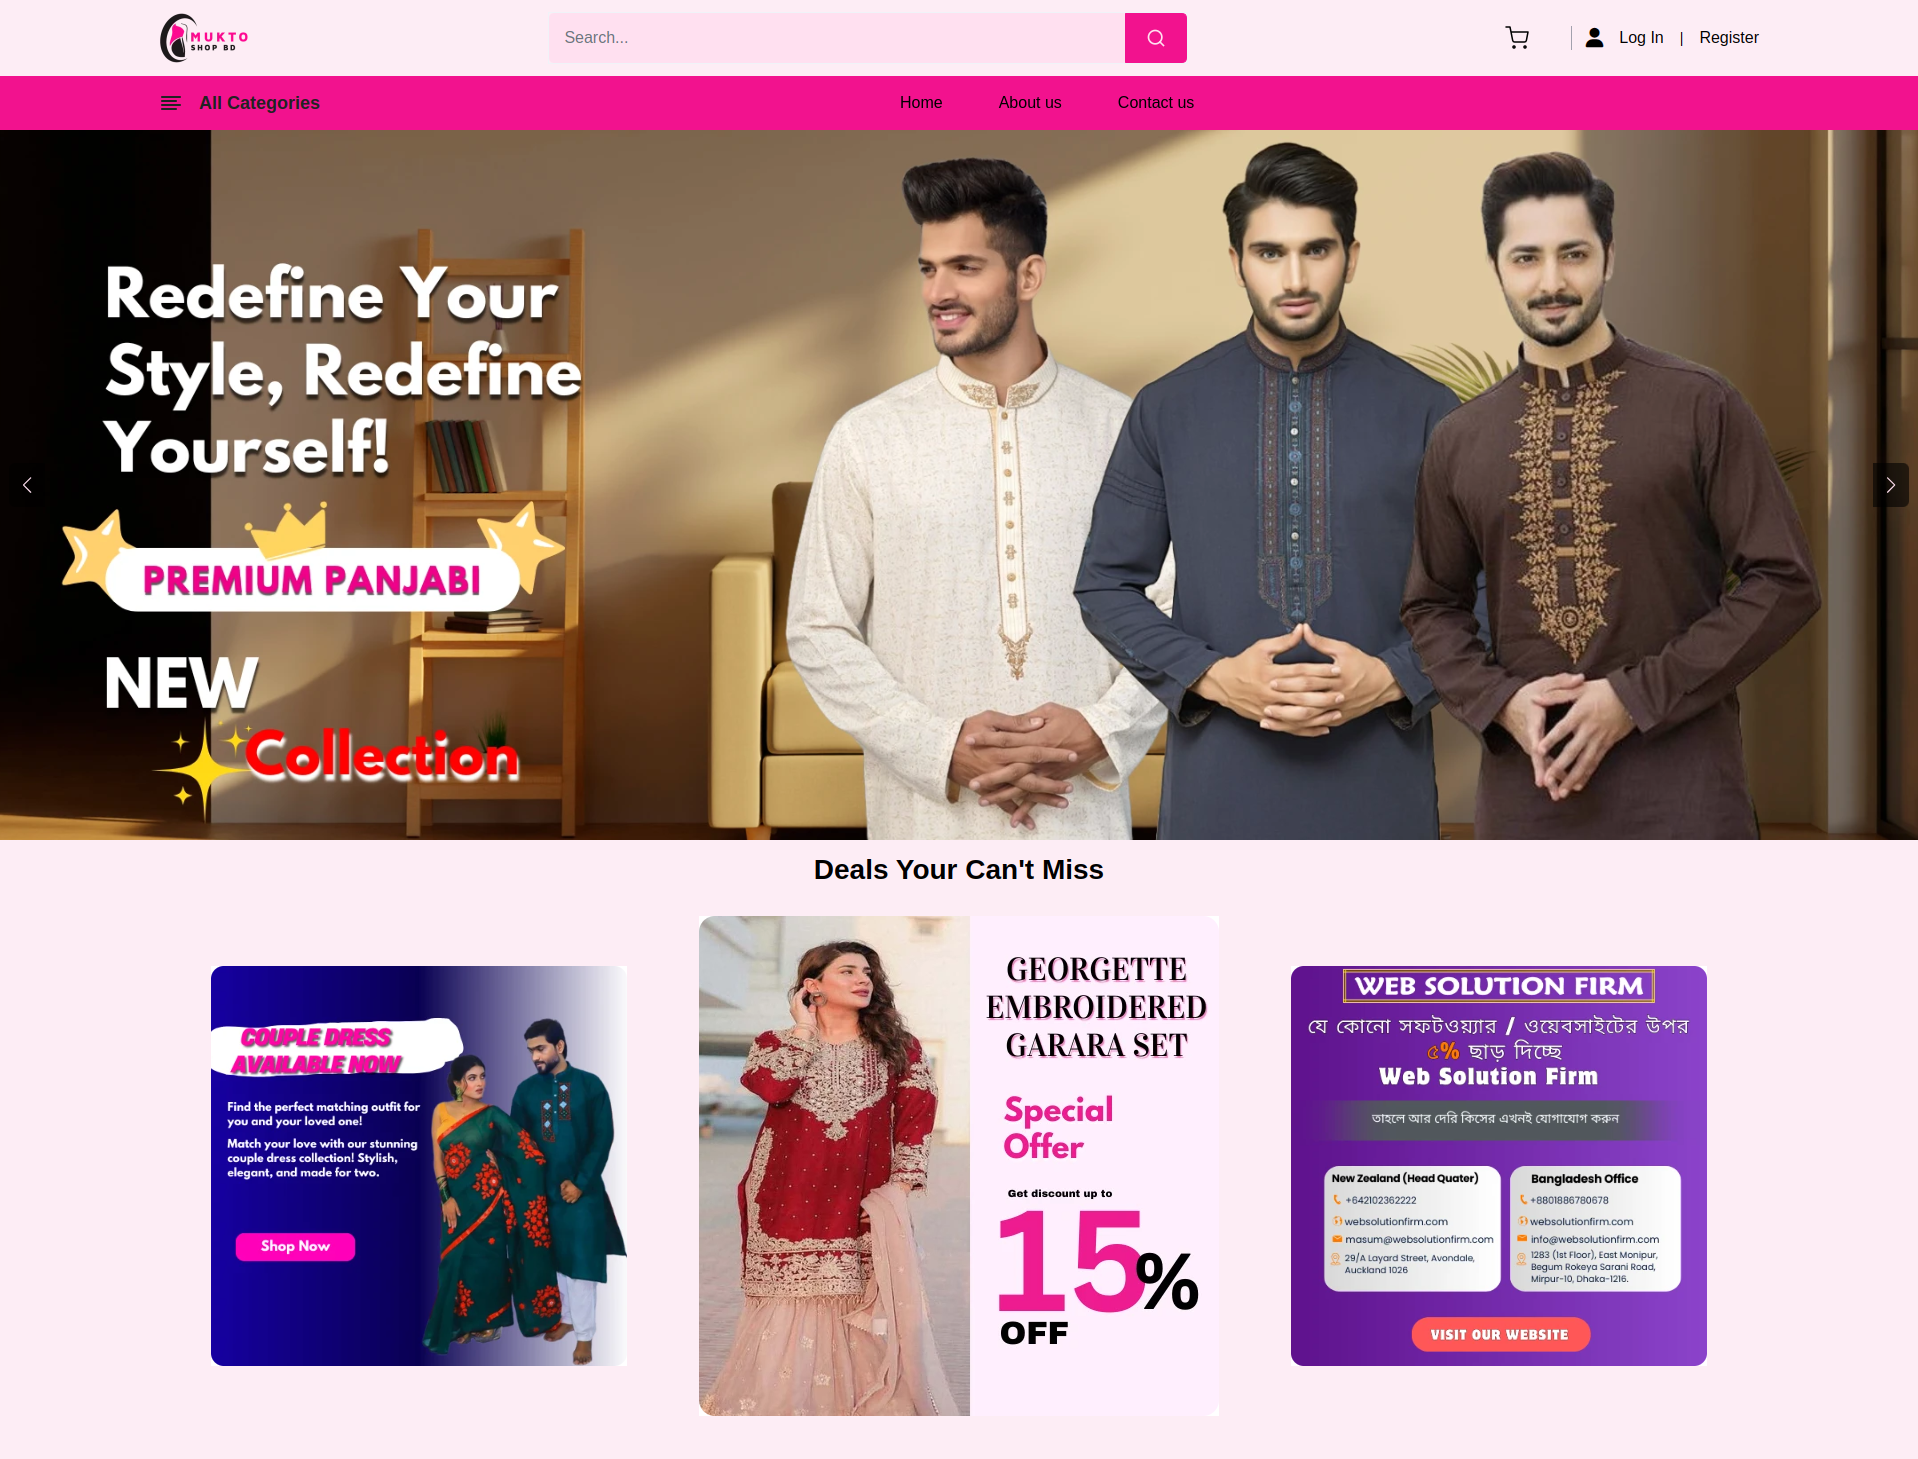 MUKTO
SHOP BD
Search...
Log In | Register
All Categories
Home
About us
Contact us
Redefine Your
Style, Redefine
Yourself!
PREMIUM PANJABI
NEW
Collection
Deals Your Can't Miss
COUPLE DRESS
AVAILABLE NOW
Find the perfect matching outfit for
you and your loved one!
Match your love with our stunning
couple dress collection! Stylish,
elegant, and made for two.
Shop Now
GEORGETTE
EMBROIDERED
GARARA SET
Special
Offer
Get discount up to
15%
OFF
WEB SOLUTION FIRM
যে কোনো সফটওয়্যার / ওয়েবসাইটের উপর
৫% ছাড় দিচ্ছে
Web Solution Firm
তাহলে আর দেরি কিসের এখনই যোগাযোগ করুন
New Zealand (Head Quater)
+642102362222
websolutionfirm.com
masum@websolutionfirm.com
29/A Layard Street, Avondale,
Auckland 1026
Bangladesh Office
+8801886780678
websolutionfirm.com
info@websolutionfirm.com
1283 (1st Floor), East Monipur,
Begum Rokeya Sarani Road,
Mirpur-10, Dhaka-1216.
VISIT OUR WEBSITE